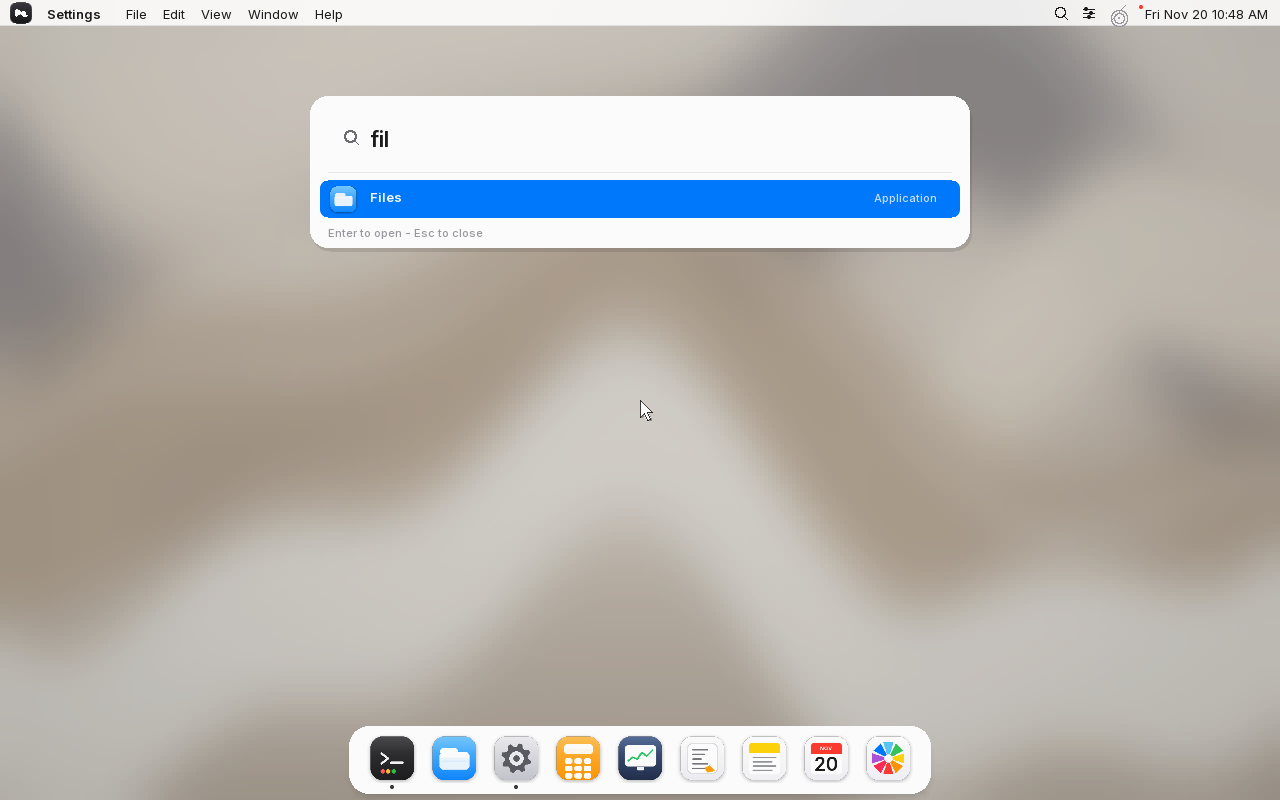 Settings File Edit View Window Help Fri Nov 20 10:48 AM
fil
Files Application
Enter to open - Esc to close
NOV
20